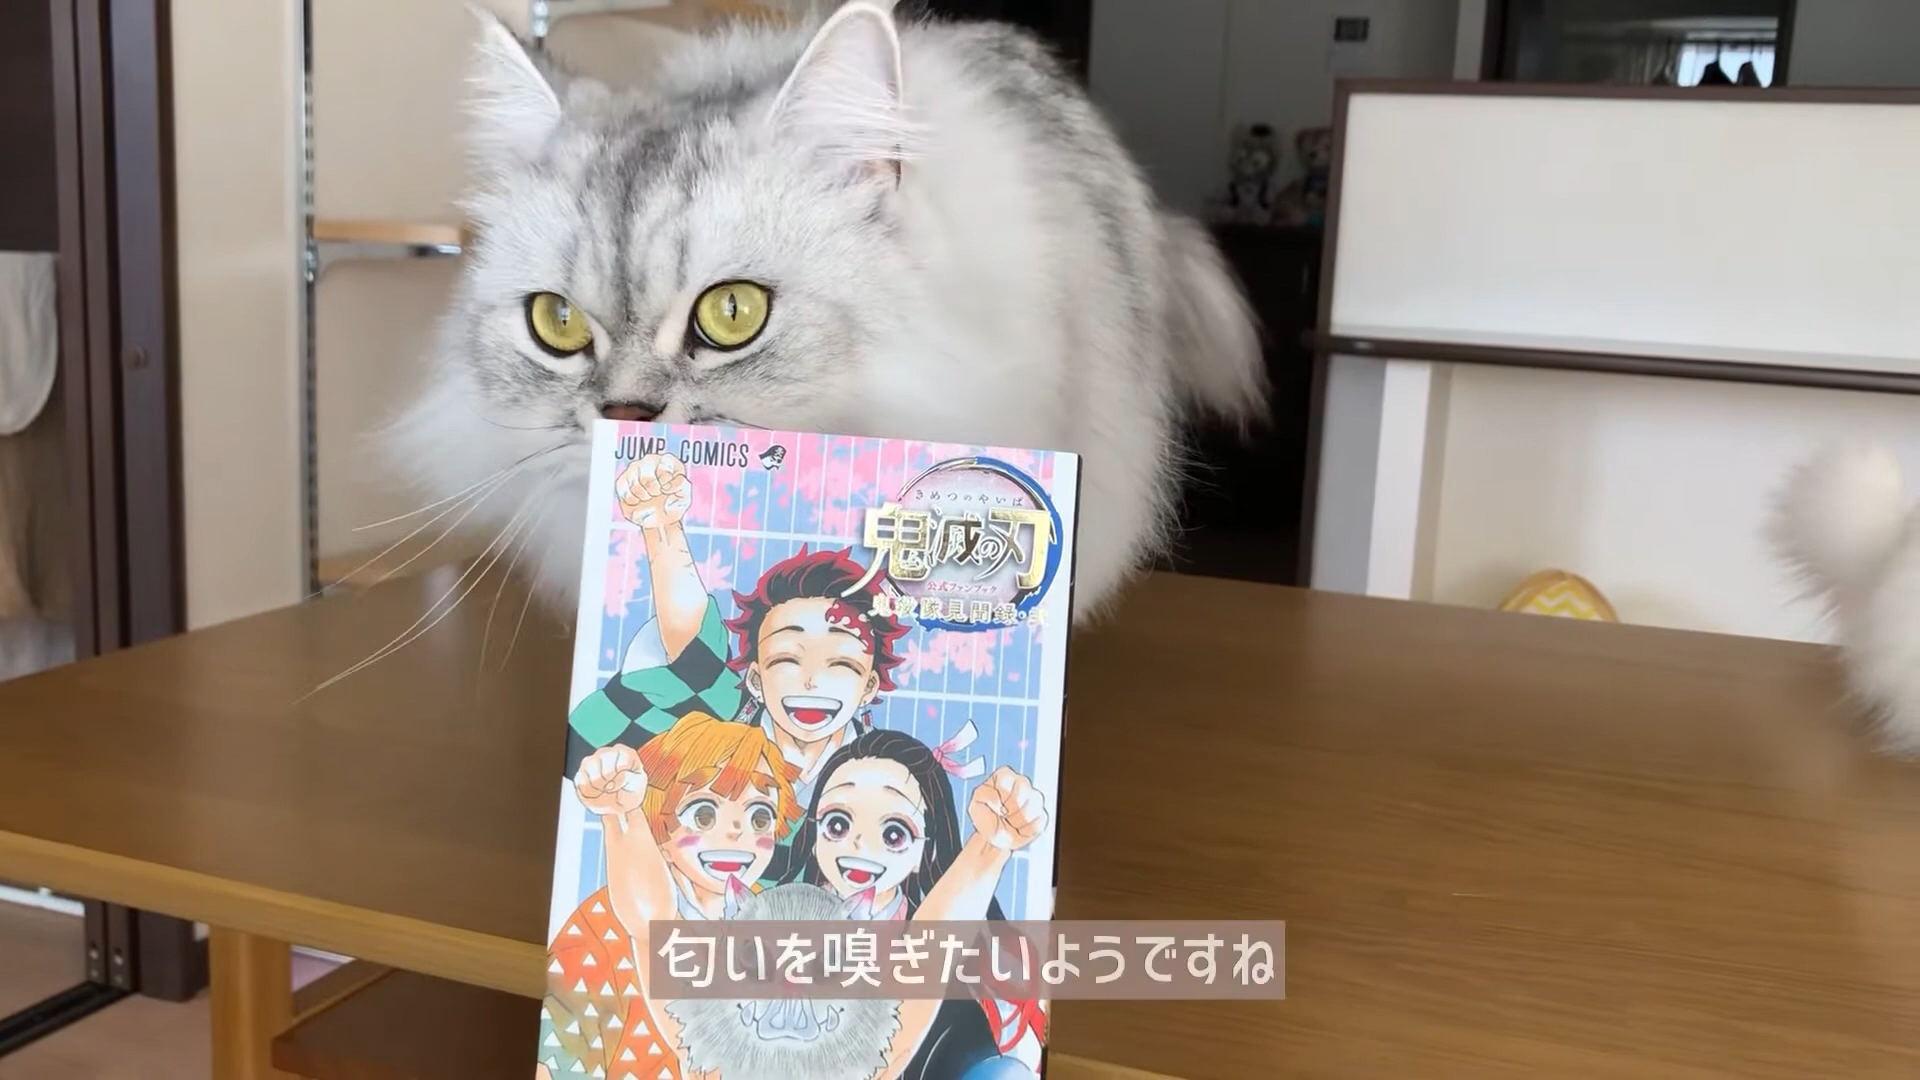 JUMP COMICS
きめつのやいば
鬼滅の刃
公式ファンブック
鬼殺隊見聞録・弐
匂いを嗅ぎたいようですね